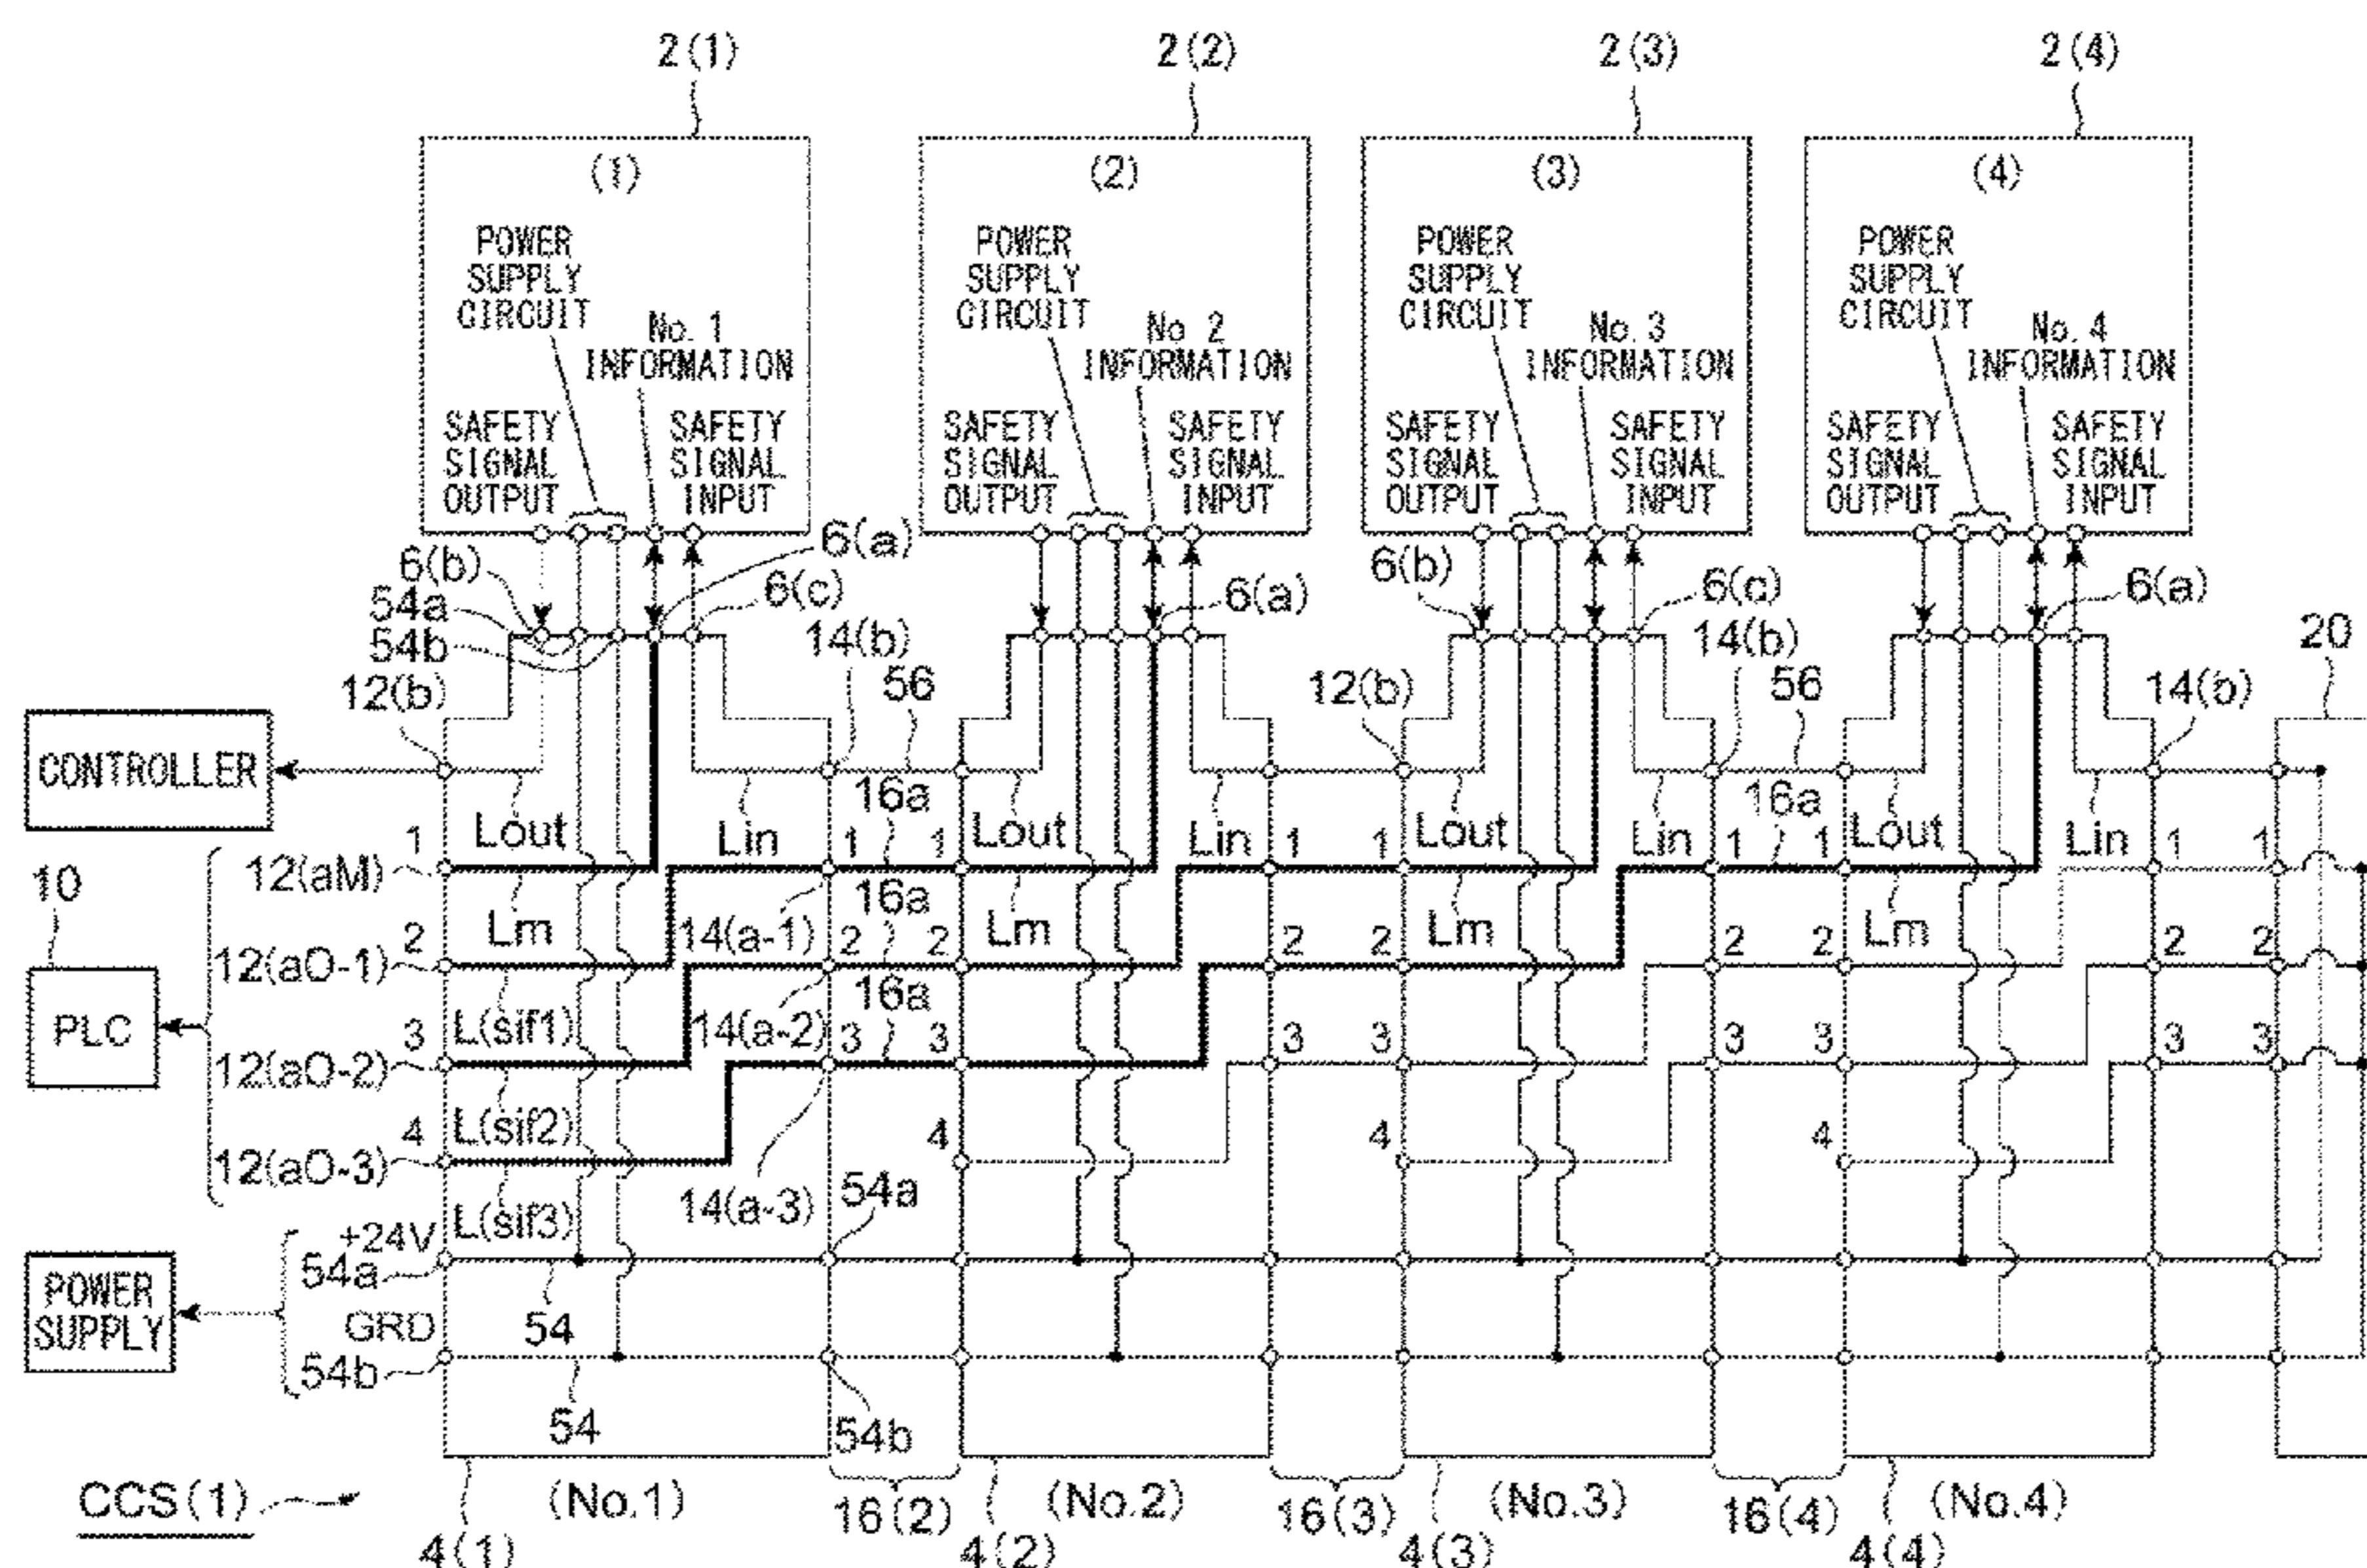 2(1) 2(2) 2(3) 2(4)
(1) (2) (3) (4)
POWER SUPPLY CIRCUIT
No. 1 INFORMATION
SAFETY SIGNAL OUTPUT
SAFETY SIGNAL INPUT
POWER SUPPLY CIRCUIT
No 2 INFORMATION
SAFETY SIGNAL OUTPUT
SAFETY SIGNAL INPUT
POWER SUPPLY CIRCUIT
No. 3 INFORMATION
SAFETY SIGNAL OUTPUT
SAFETY SIGNAL INPUT
POWER SUPPLY CIRCUIT
No. 4 INFORMATION
SAFETY SIGNAL OUTPUT
SAFETY SIGNAL INPUT
6(b) 6(a) 6(b)
54a 6(c) 6(a) 6(c) 6(a)
54b 14(b) 14(b) 20
12(b) 56 12(b) 56 14(b)
CONTROLLER
16a 16a
1 Lout Lin 1 1 Lout Lin 1 1 Lout Lin 1 1 Lout Lin 1 1
10 12(aM) 16a
Lm 14(a-1) Lm Lm Lm
2 2 2 2 2 2 2 2 2
12(aO-1) 16a
PLC
3 L(sif1) 14(a-2) 3 3 3 3 3 3 3 3
12(aO-2)
4 L(sif2) 4 4 4
12(aO-3) 14(a-3) 54a
+24V L(sif3)
54a
POWER SUPPLY
54
GRD
54b
54 54b
CCS(1) (No.1) 16(2) (No.2) 16(3) (No.3) 16(4) (No.4)
4(1) 4(2) 4(3) 4(4)